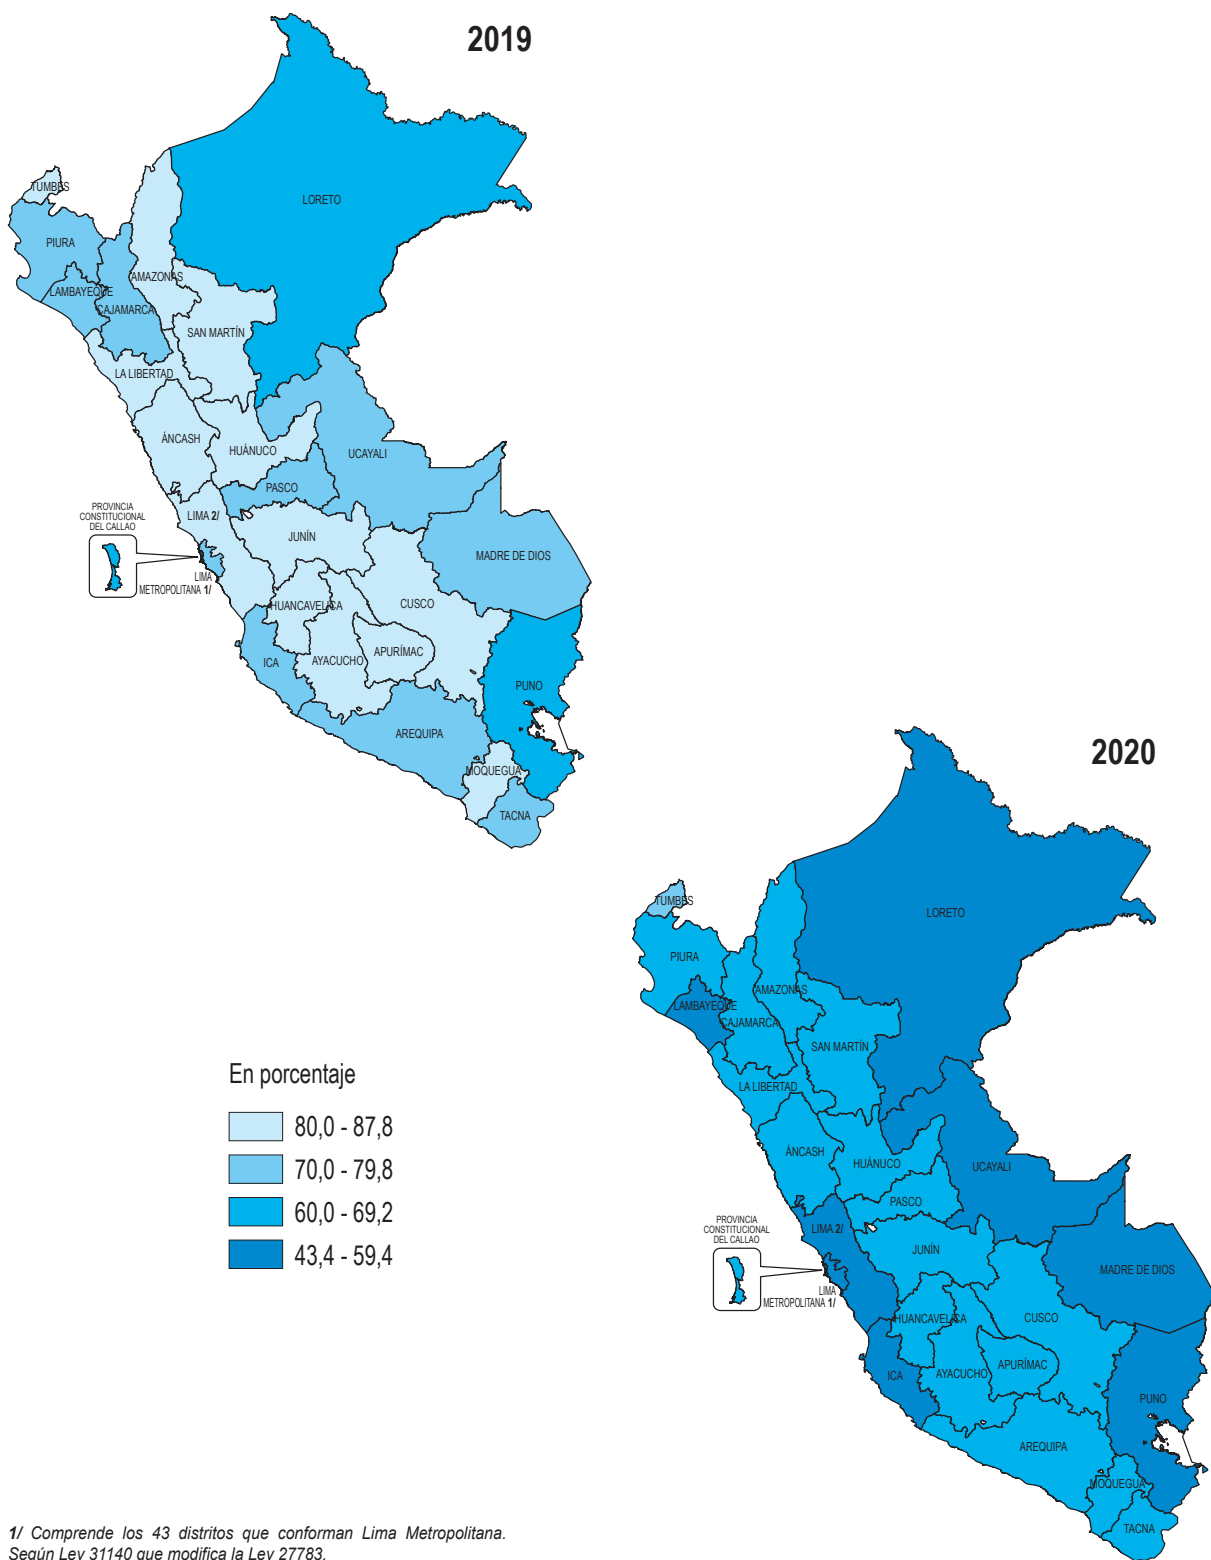 2019
LORETO
TUMBES
PIURA
AMAZONAS
LAMBAYEQUE
CAJAMARCA
SAN MARTÍN
LA LIBERTAD
ÁNCASH
HUÁNUCO
UCAYALI
PASCO
PROVINCIA
CONSTITUCIONAL
DEL CALLAO
LIMA 2/
JUNÍN
MADRE DE DIOS
LIMA
METROPOLITANA 1/
HUANCAVELICA
CUSCO
ICA
AYACUCHO
APURÍMAC
PUNO
AREQUIPA
MOQUEGUA
TACNA
2020
LORETO
TUMBES
PIURA
AMAZONAS
LAMBAYEQUE
CAJAMARCA
SAN MARTÍN
LA LIBERTAD
ÁNCASH
HUÁNUCO
UCAYALI
PASCO
PROVINCIA
CONSTITUCIONAL
DEL CALLAO
LIMA 2/
JUNÍN
MADRE DE DIOS
LIMA
METROPOLITANA 1/
HUANCAVELICA
CUSCO
ICA
AYACUCHO
APURÍMAC
PUNO
AREQUIPA
MOQUEGUA
TACNA
En porcentaje
80,0 - 87,8
70,0 - 79,8
60,0 - 69,2
43,4 - 59,4
1/ Comprende los 43 distritos que conforman Lima Metropolitana.
Según Ley 31140 que modifica la Ley 27783.